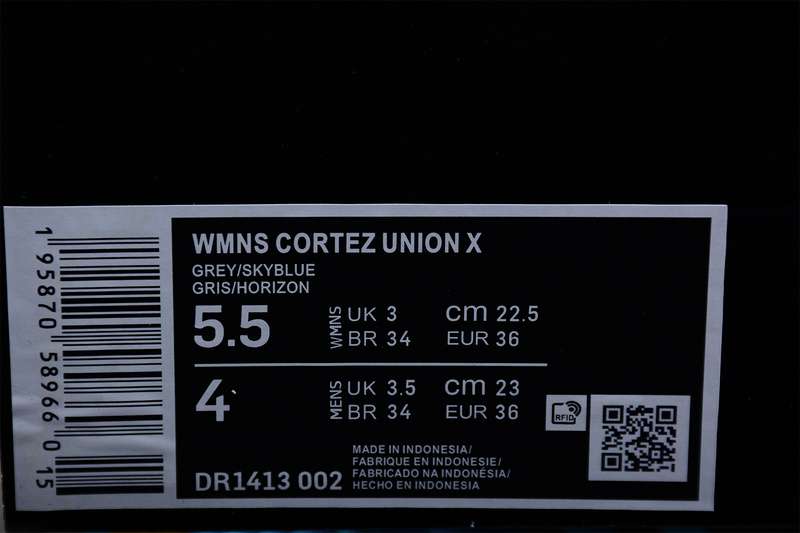 1 95870 58966 0 15
WMNS CORTEZ UNION X
GREY/SKYBLUE
GRIS/HORIZON
5.5
WMNS
UK 3 cm 22.5
BR 34 EUR 36
4
MENS
UK 3.5 cm 23
BR 34 EUR 36
RFID
DR1413 002
MADE IN INDONESIA/
FABRIQUE EN INDONESIE/
FABRICADO NA INDONÉSIA/
HECHO EN INDONESIA